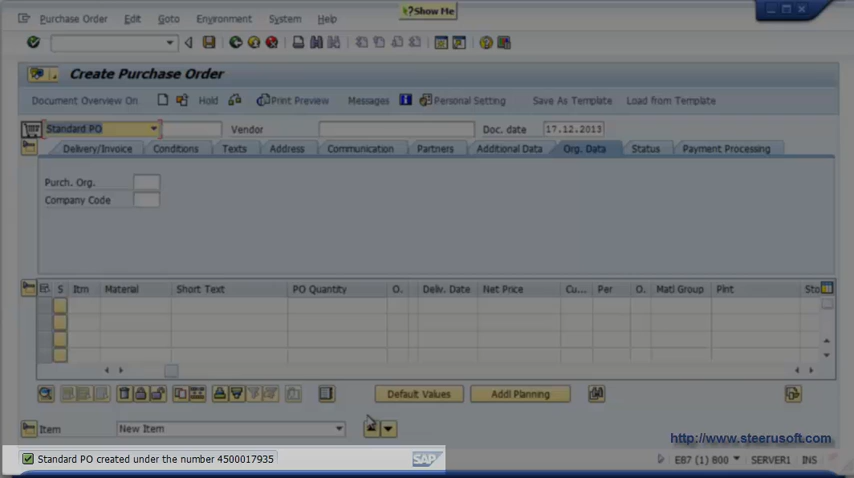 ?Show Me
Purchase Order Edit Goto Environment System Help
Create Purchase Order
Document Overview On Hold Print Preview Messages Personal Setting Save As Template Load from Template
Standard PO Vendor Doc. date 17.12.2013
Delivery/Invoice Conditions Texts Address Communication Partners Additional Data Org. Data Status Payment Processing
Purch. Org.
Company Code
S Itm Material Short Text PO Quantity O. Deliv. Date Net Price Cu... Per O. Matl Group Plnt Sto
Default Values Addl Planning
Item New Item
http://www.steerusoft.com
Standard PO created under the number 4500017935 SAP E87 (1) 800 SERVER1 INS